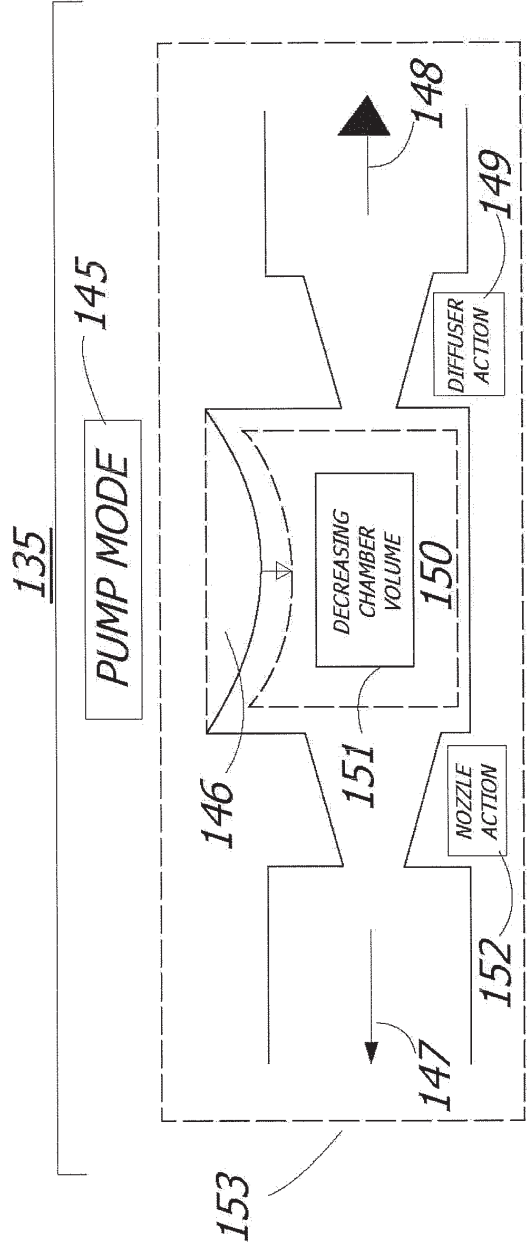 135
PUMP MODE
145
146
DECREASING
CHAMBER
VOLUME
150
151
148
149
DIFFUSER
ACTION
NOZZLE
ACTION
152
147
153